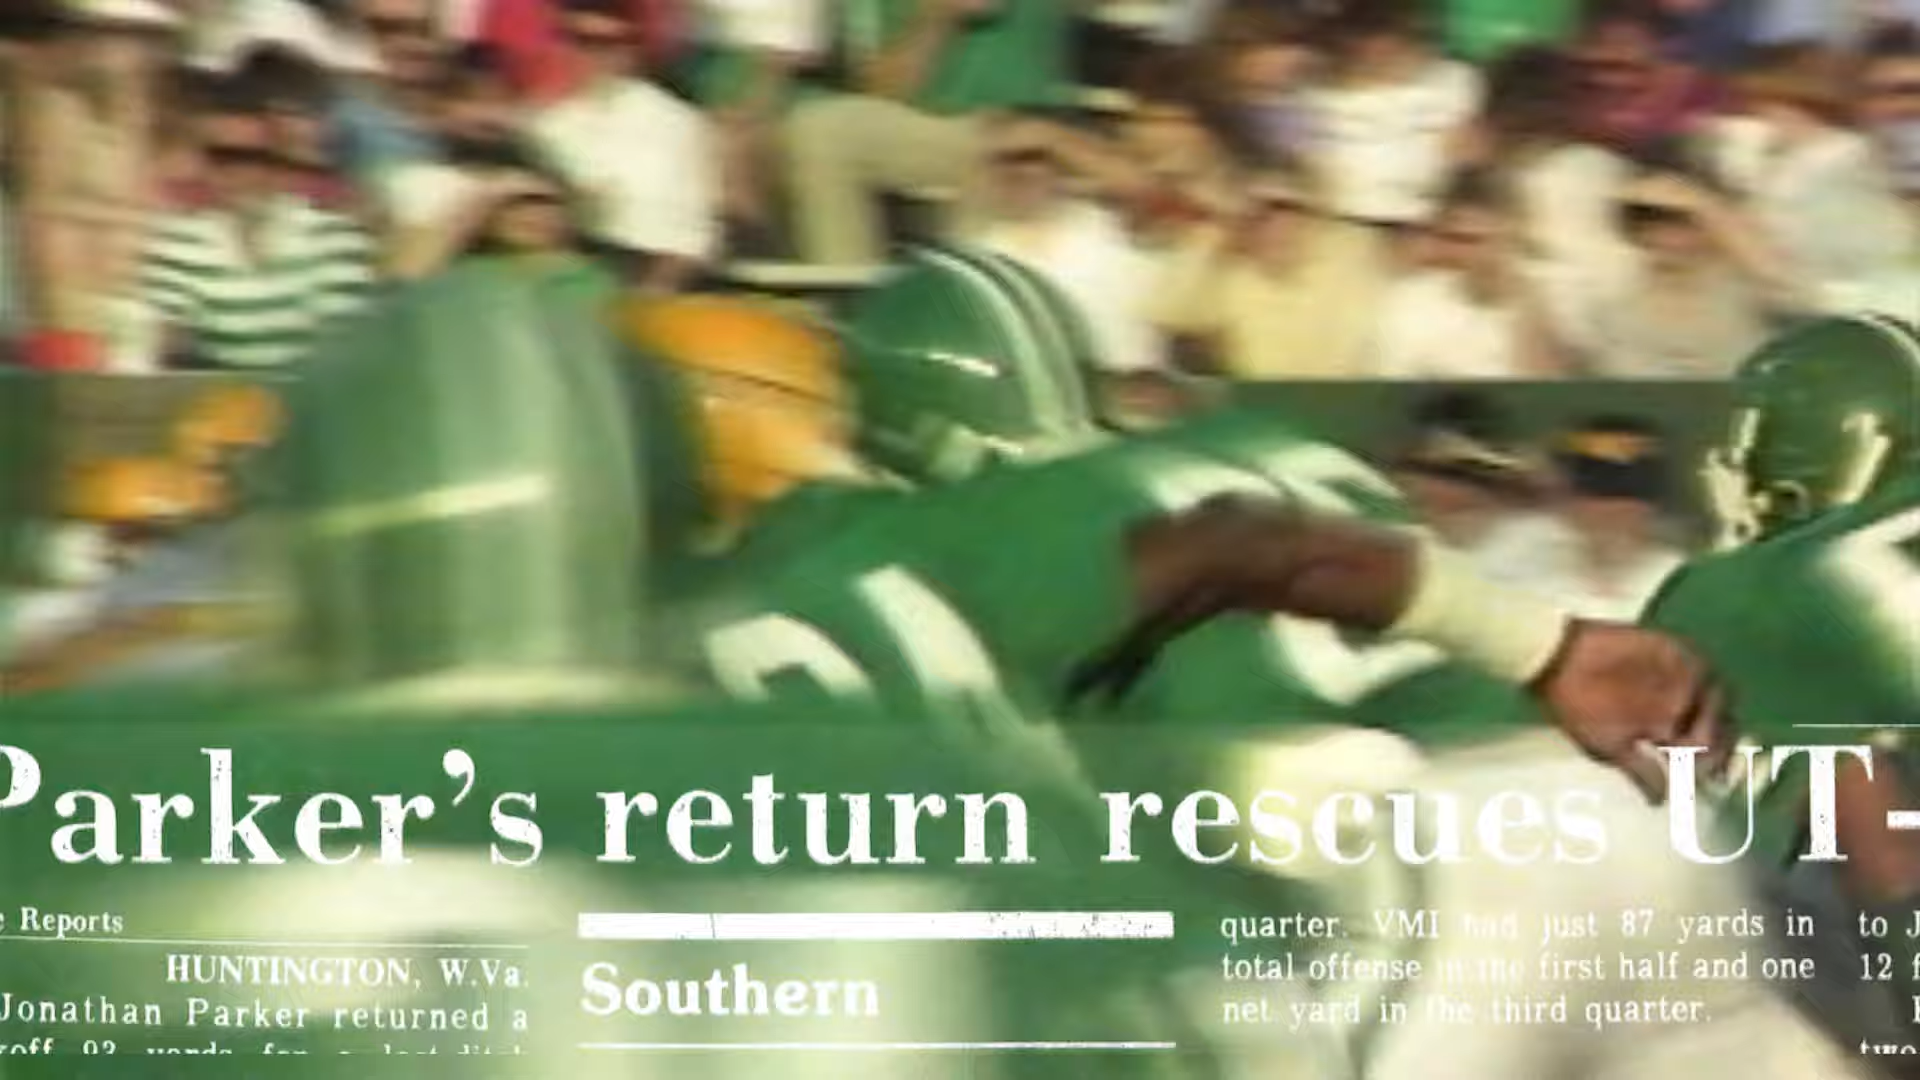 Parker's return rescues UT-
Reports
HUNTINGTON, W.Va.
Jonathan Parker returned a
Southern
quarter. VMI had just 87 yards in
total offense in the first half and one
net yard in the third quarter.
to J
12 f
two